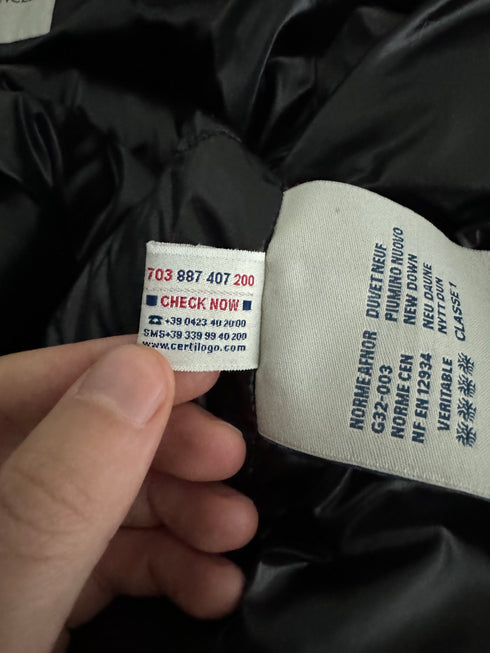 703 887 407 200
CHECK NOW
☎+39 0423 40 20 00
SMS+39 339 99 40 200
www.certilogo.com
NORME AFNOR
G32-003
NORME CEN
NF EN 12934
VERITABLE
DUVET NEUF
PIUMINO NUOVO
NEW DOWN
NEU DAUNE
NYTT DUN
CLASSE 1